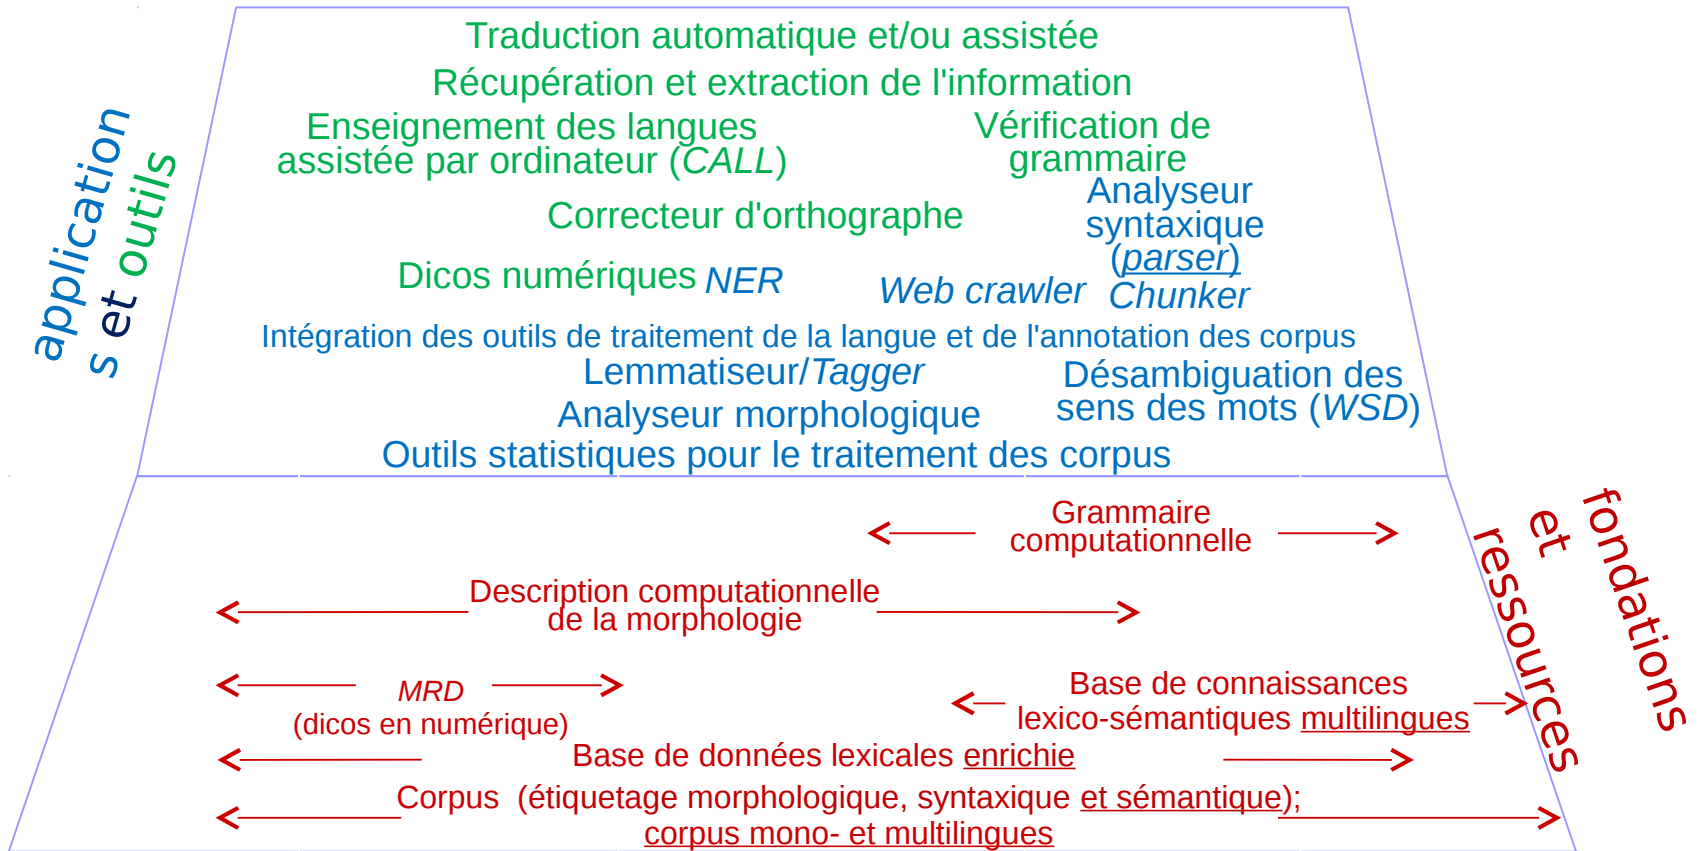 Traduction automatique et/ou assistée
Récupération et extraction de l'information
Enseignement des langues
assistée par ordinateur (CALL)
Vérification de
grammaire
Correcteur d'orthographe
Analyseur
syntaxique
(parser)
Dicos numériques
NER
Web crawler
Chunker
Intégration des outils de traitement de la langue et de l'annotation des corpus
Lemmatiseur/Tagger
Désambiguation des
sens des mots (WSD)
Analyseur morphologique
Outils statistiques pour le traitement des corpus
application
s et outils
Grammaire
computationnelle
Description computationnelle
de la morphologie
MRD
(dicos en numérique)
Base de connaissances
lexico-sémantiques multilingues
Base de données lexicales enrichie
Corpus (étiquetage morphologique, syntaxique et sémantique);
corpus mono- et multilingues
fondations
et
ressources